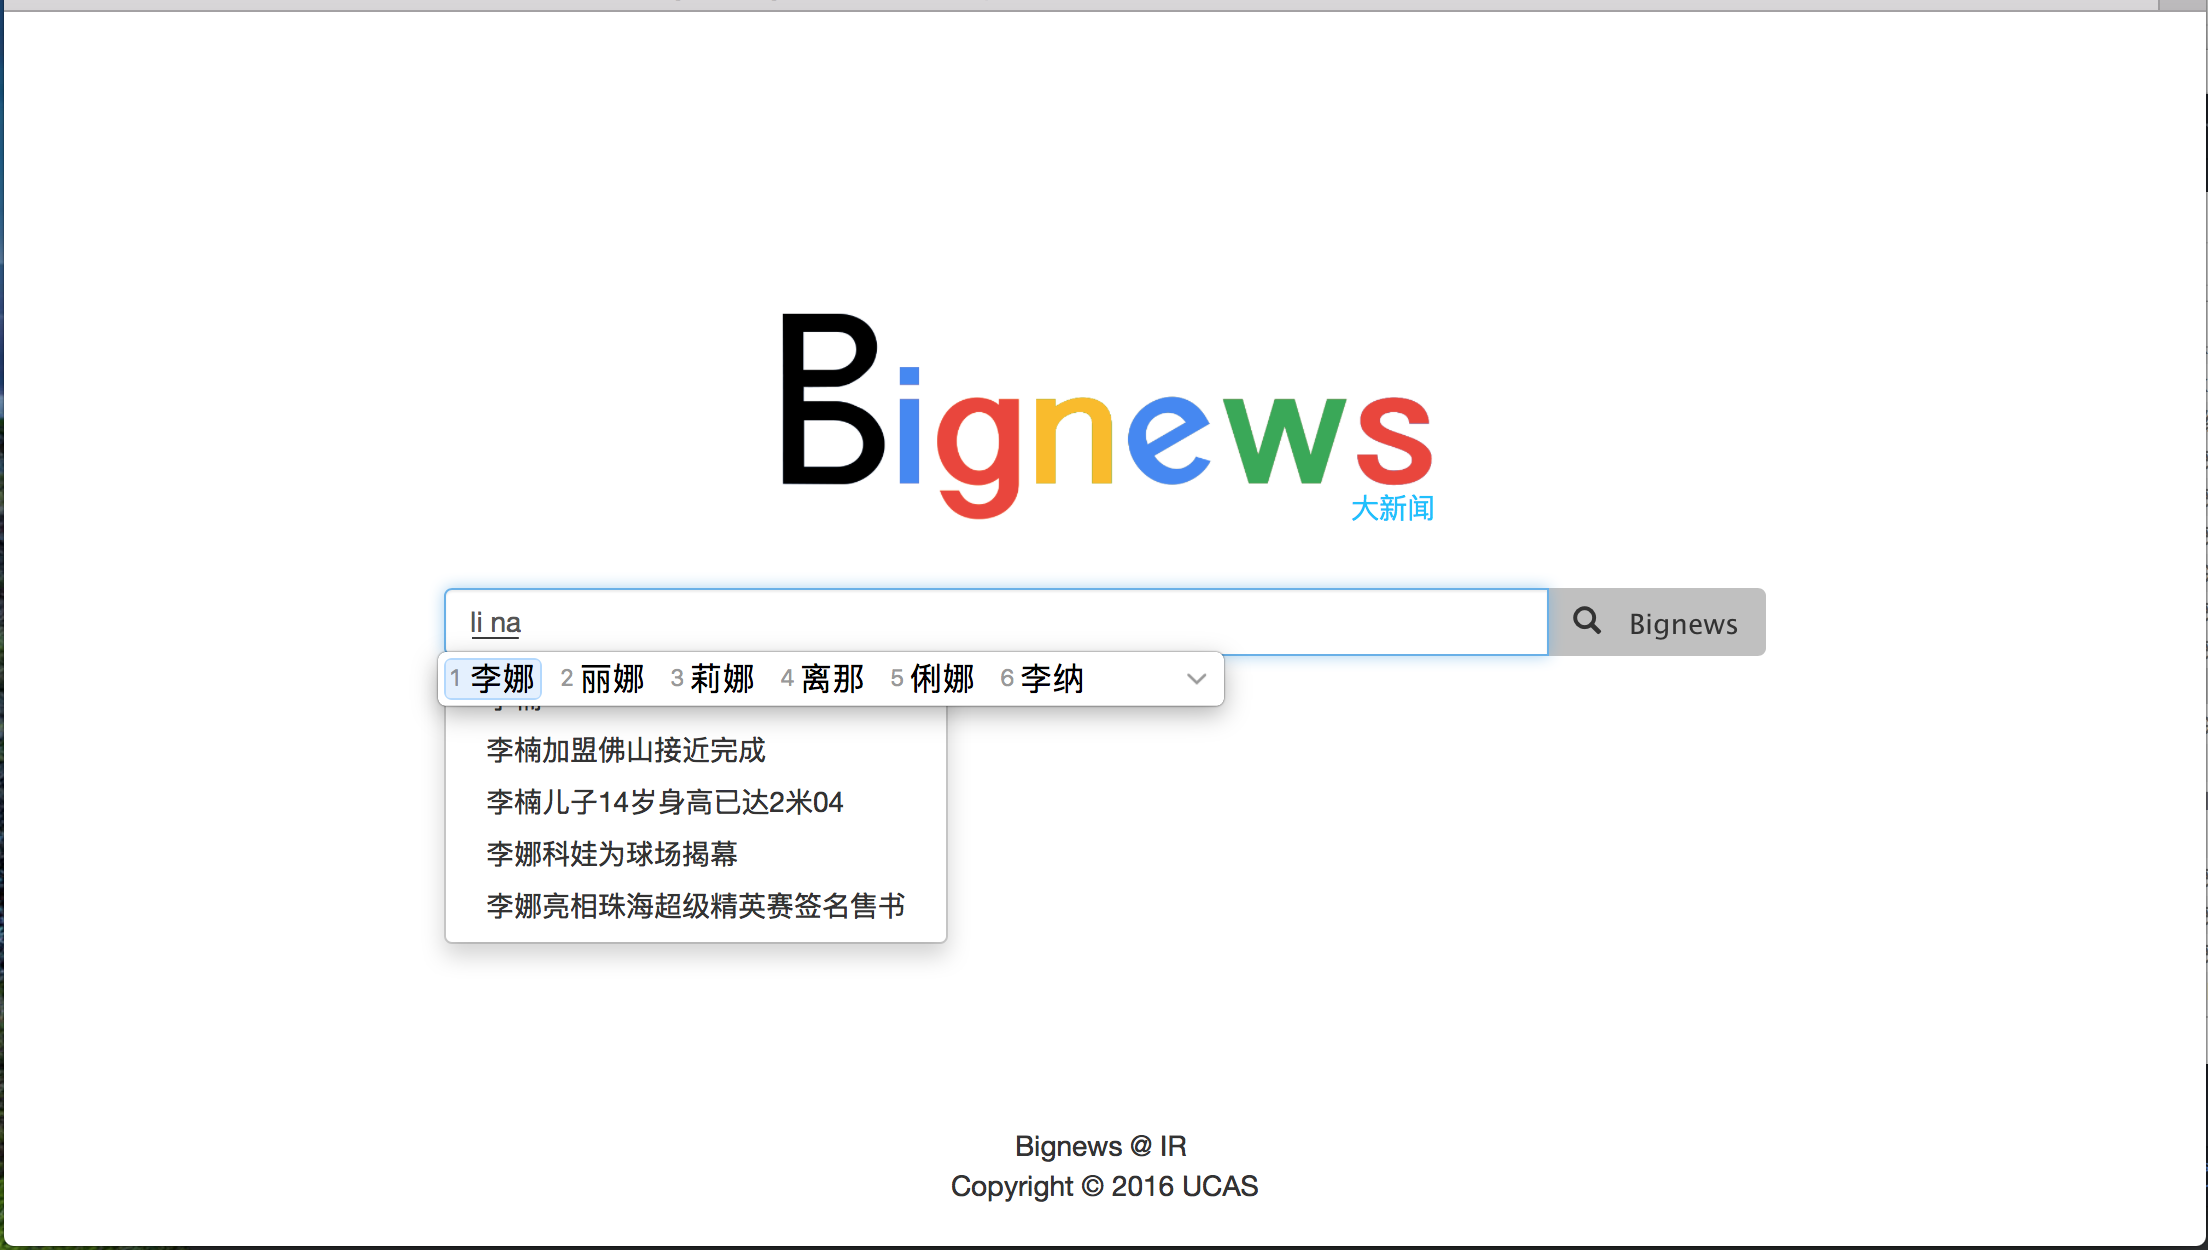 Bignews
大新闻
li na
Bignews
1 李娜 2 丽娜 3 莉娜 4 离那 5 俐娜 6 李纳
李楠加盟佛山接近完成
李楠儿子14岁身高已达2米04
李娜科娃为球场揭幕
李娜亮相珠海超级精英赛签名售书
Bignews @ IR
Copyright © 2016 UCAS